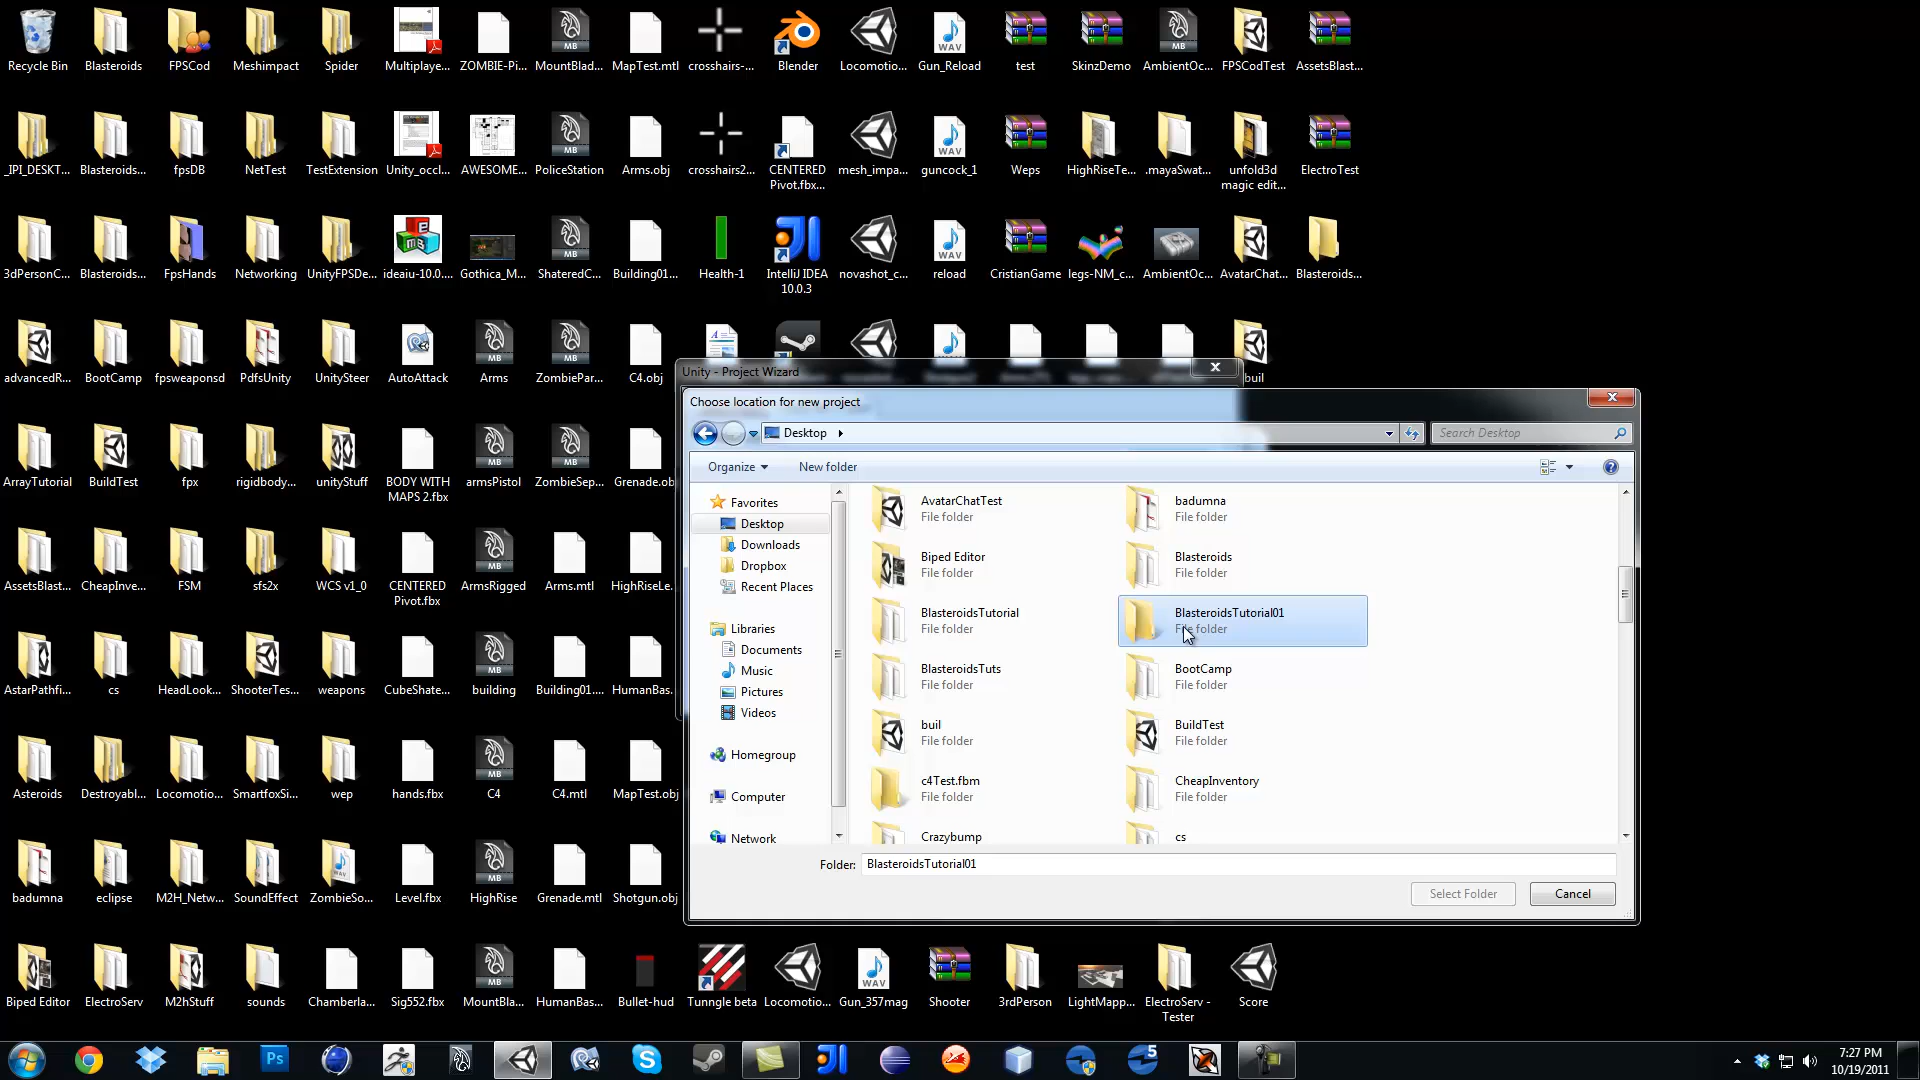 Recycle Bin
Blasteroids
FPSCod
Meshimpact
Spider
Multiplaye...
ZOMBIE-Pi...
MountBlad...
MapTest.mtl
crosshairs-...
Blender
Locomotio...
Gun_Reload
test
SkinzDemo
AmbientOc...
FPSCodTest
AssetsBlast...
_IPI_DESKT...
Blasteroids...
fpsDB
NetTest
TestExtension
Unity_occl...
AWESOME...
PoliceStation
Arms.obj
crosshairs2...
CENTERED
Pivot.fbx...
mesh_impa...
guncock_1
Weps
HighRiseTe...
.mayaSwat...
unfold3d
magic edit...
ElectroTest
3dPersonC...
Blasteroids...
FpsHands
Networking
UnityFPSDe...
ideaiu-10.0....
Gothica_M...
ShateredC...
Building01...
Health-1
IntelliJ IDEA
10.0.3
novashot_c...
reload
CristianGame
legs-NM_c...
AmbientOc...
AvatarChat...
Blasteroids...
advancedR...
BootCamp
fpsweaponsd
PdfsUnity
UnitySteer
AutoAttack
Arms
ZombiePar...
C4.obj
buil
ArrayTutorial
BuildTest
fpx
rigidbody...
unityStuff
BODY WITH
MAPS 2.fbx
armsPistol
ZombieSep...
Grenade.obj
AssetsBlast...
CheapInve...
FSM
sfs2x
WCS v1_0
CENTERED
Pivot.fbx
ArmsRigged
Arms.mtl
HighRiseLe...
AstarPathfi...
cs
HeadLook...
ShooterTes...
weapons
CubeShate...
building
Building01....
HumanBas...
Asteroids
Destroyabl...
Locomotio...
SmartfoxSi...
wep
hands.fbx
C4
C4.mtl
MapTest.obj
badumna
eclipse
M2H_Netw...
SoundEffect
ZombieSo...
Level.fbx
HighRise
Grenade.mtl
Shotgun.obj
Biped Editor
ElectroServ
M2hStuff
sounds
Chamberla...
Sig552.fbx
MountBla...
HumanBas...
Bullet-hud
Tunngle beta
Locomotio...
Gun_357mag
Shooter
3rdPerson
LightMapp...
ElectroServ -
Tester
Score
Unity - Project Wizard
Choose location for new project
Desktop
Search Desktop
Organize
New folder
Favorites
Desktop
Downloads
Dropbox
Recent Places
Libraries
Documents
Music
Pictures
Videos
Homegroup
Computer
Network
AvatarChatTest
File folder
badumna
File folder
Biped Editor
File folder
Blasteroids
File folder
BlasteroidsTutorial
File folder
BlasteroidsTutorial01
File folder
BlasteroidsTuts
File folder
BootCamp
File folder
buil
File folder
BuildTest
File folder
c4Test.fbm
File folder
CheapInventory
File folder
Crazybump
cs
Folder: BlasteroidsTutorial01
Select Folder
Cancel
7:27 PM
10/19/2011